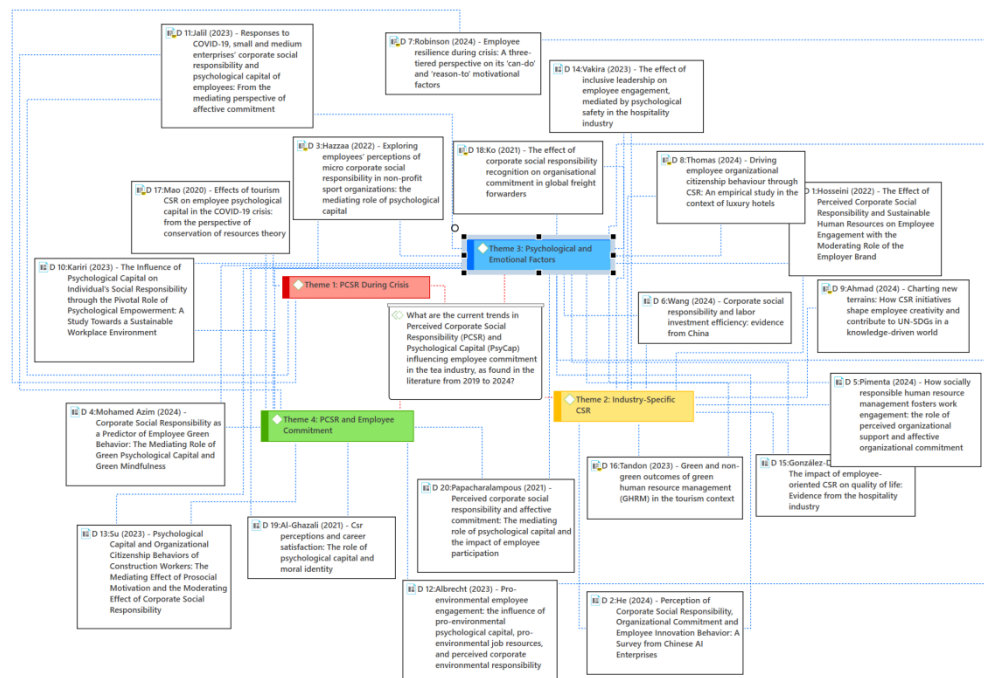 D 11:Jalil (2023) - Responses to
COVID-19, small and medium
enterprises' corporate social
responsibility and
psychological capital of
employees: From the
mediating perspective of
affective commitment
D 7:Robinson (2024) - Employee
resilience during crisis: A three-
tiered perspective on its 'can-do'
and 'reason-to' motivational
factors
D 14:Vakira (2023) - The effect of
inclusive leadership on
employee engagement,
mediated by psychological
safety in the hospitality
industry
D 3:Hazzaa (2022) - Exploring
employees' perceptions of
micro corporate social
responsibility in non-profit
sport organizations: the
mediating role of psychological
capital
D 18:Ko (2021) - The effect of
corporate social responsibility
recognition on organisational
commitment in global freight
forwarders
D 8:Thomas (2024) - Driving
employee organizational
citizenship behaviour through
CSR: An empirical study in the
context of luxury hotels
D 17:Mao (2020) - Effects of tourism
CSR on employee psychological
capital in the COVID-19 crisis:
from the perspective of
conservation of resources theory
D 1:Hosseini (2022) - The Effect of
Perceived Corporate Social
Responsibility and Sustainable
Human Resources on Employee
Engagement with the
Moderating Role of the
Employer Brand
Theme 3: Psychological and
Emotional Factors
D 10:Kariri (2023) - The Influence of
Psychological Capital on
Individual's Social Responsibility
through the Pivotal Role of
Psychological Empowerment: A
Study Towards a Sustainable
Workplace Environment
Theme 1: PCSR During Crisis
D 9:Ahmad (2024) - Charting new
terrains: How CSR initiatives
shape employee creativity and
contribute to UN-SDGs in a
knowledge-driven world
D 6:Wang (2024) - Corporate social
responsibility and labor
investment efficiency: evidence
from China
What are the current trends in
Perceived Corporate Social
Responsibility (PCSR) and
Psychological Capital (PsyCap)
influencing employee commitment
in the tea industry, as found in the
literature from 2019 to 2024?
D 5:Pimenta (2024) - How socially
responsible human resource
management fosters work
engagement: the role of
perceived organizational
support and affective
organizational commitment
Theme 2: Industry-Specific
CSR
D 4:Mohamed Azim (2024) -
Corporate Social Responsibility as
a Predictor of Employee Green
Behavior: The Mediating Role of
Green Psychological Capital and
Green Mindfulness
Theme 4: PCSR and Employee
Commitment
D 16:Tandon (2023) - Green and non-
green outcomes of green
human resource management
(GHRM) in the tourism context
D 15:González-D
The impact of employee-
oriented CSR on quality of life:
Evidence from the hospitality
industry
D 20:Papacharalampous (2021) -
Perceived corporate social
responsibility and affective
commitment: The mediating
role of psychological capital and
the impact of employee
participation
D 19:Al-Ghazali (2021) - Csr
perceptions and career
satisfaction: The role of
psychological capital and
moral identity
D 13:Su (2023) - Psychological
Capital and Organizational
Citizenship Behaviors of
Construction Workers: The
Mediating Effect of Prosocial
Motivation and the Moderating
Effect of Corporate Social
Responsibility
D 12:Albrecht (2023) - Pro-
environmental employee
engagement: the influence of
pro-environmental
psychological capital, pro-
environmental job resources,
and perceived corporate
environmental responsibility
D 2:He (2024) - Perception of
Corporate Social Responsibility,
Organizational Commitment and
Employee Innovation Behavior: A
Survey from Chinese AI
Enterprises